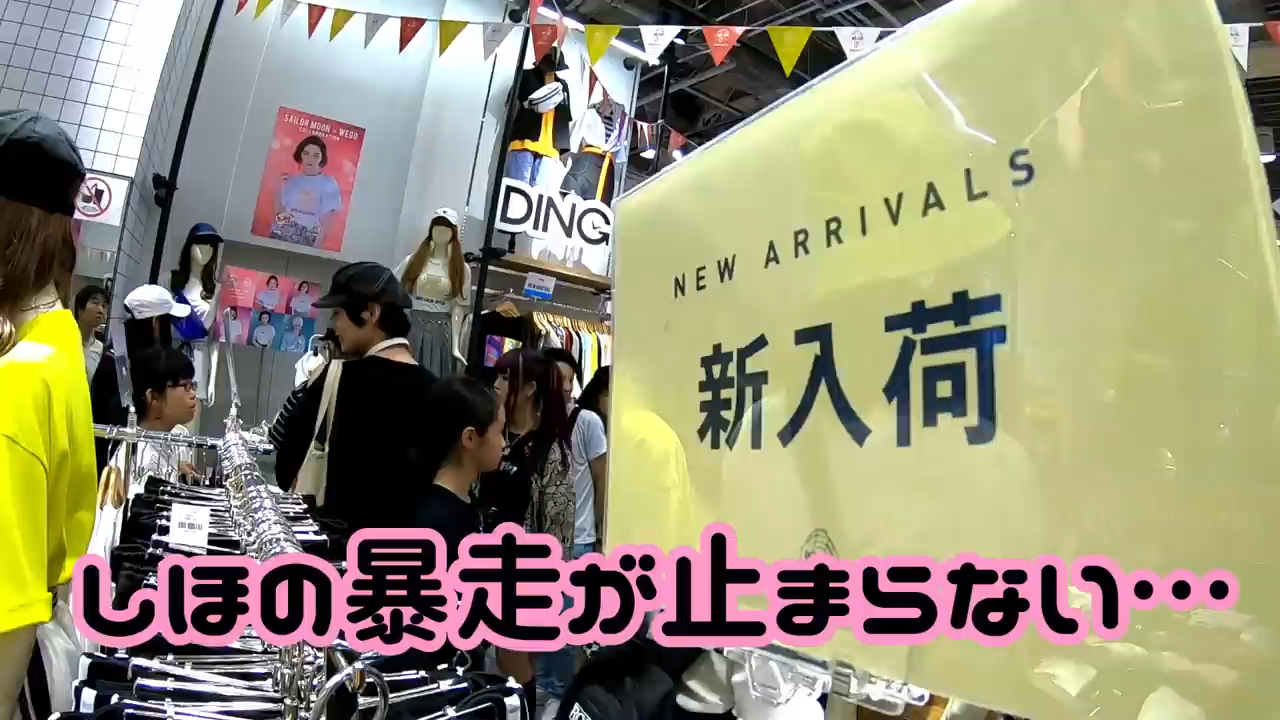 SAILOR MOON × WEGO
COLLABORATION
DING
NEW ARRIVALS
新入荷
しほの暴走が止まらない…